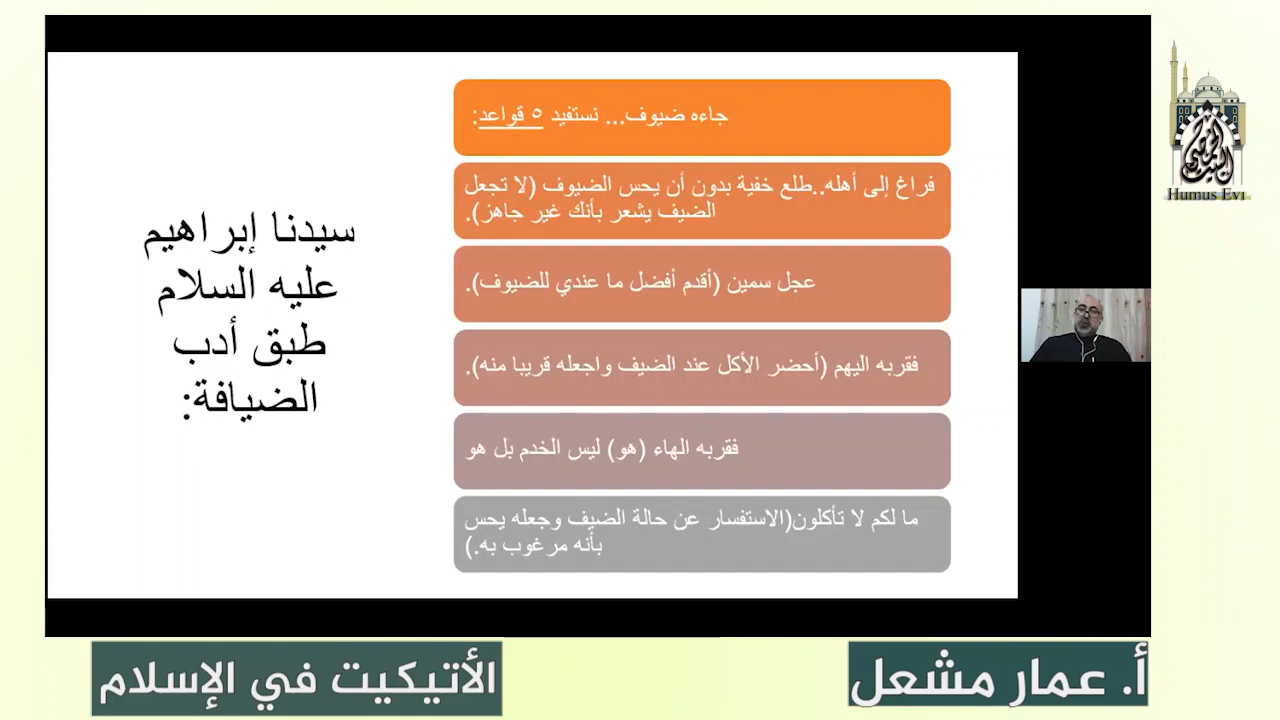 سيدنا إبراهيم
عليه السلام
طبق أدب
الضيافة:
جاءه ضيوف... نستفيد ٥ قواعد:
فراغ إلى أهله..طلع خفية بدون أن يحس الضيوف (لا تجعل
الضيف يشعر بأنك غير جاهز).
عجل سمين (أقدم أفضل ما عندي للضيوف).
فقربه اليهم (أحضر الأكل عند الضيف واجعله قريبا منه).
فقربه الهاء (هو) ليس الخدم بل هو
ما لكم لا تأكلون(الاستفسار عن حالة الضيف وجعله يحس
بأنه مرغوب به.)
Humus Evi
أ. عمار مشعل
الأتيكيت في الإسلام